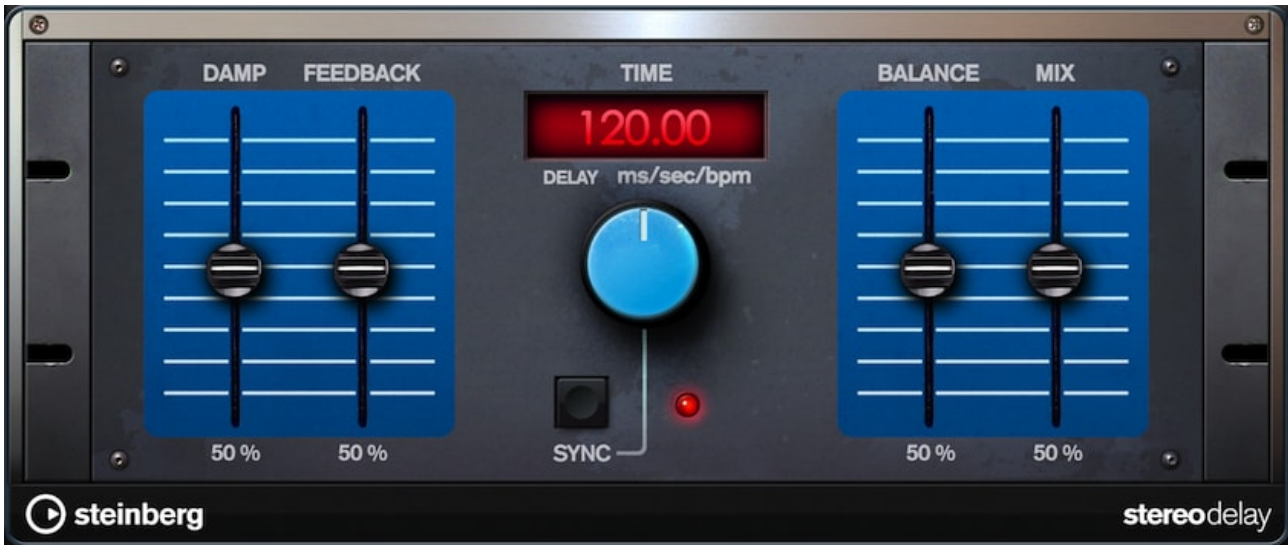 DAMP FEEDBACK TIME BALANCE MIX
120.00
DELAY ms/sec/bpm
50 % 50 % SYNC 50 % 50 %
steinberg stereodelay